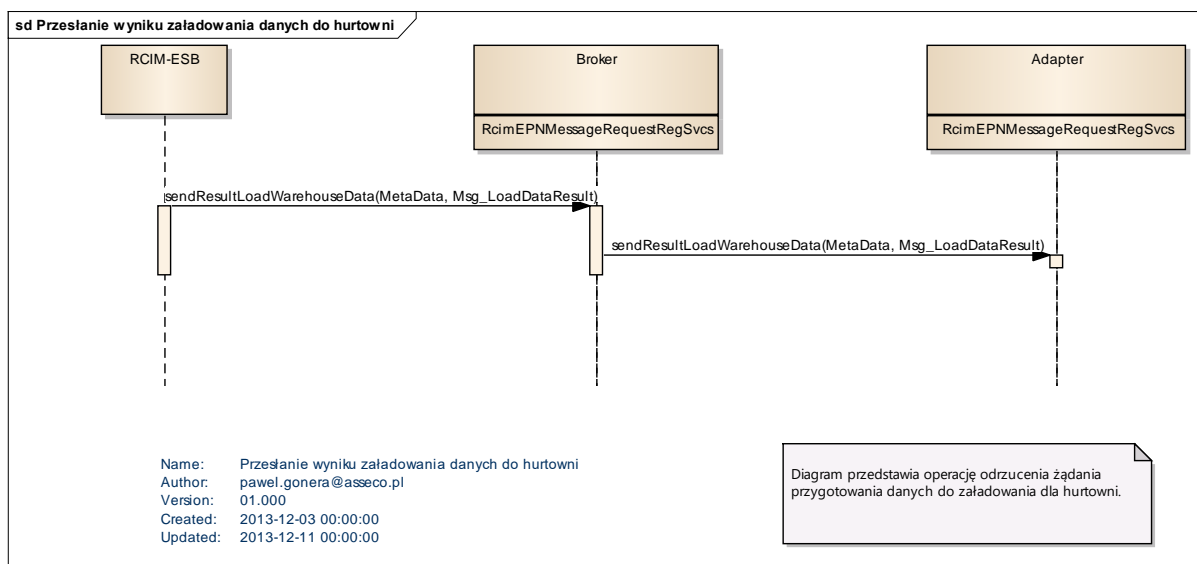 sd Przesłanie wyniku załadowania danych do hurtowni
RCIM-ESB
Broker
Adapter
RcimEPNMessageRequestRegSvcs
RcimEPNMessageRequestRegSvcs
sendResultLoadWarehouseData(MetaData, Msg_LoadDataResult)
sendResultLoadWarehouseData(MetaData, Msg_LoadDataResult)
Name: Przesłanie wyniku załadowania danych do hurtowni
Author: pawel.gonera@asseco.pl
Version: 01.000
Created: 2013-12-03 00:00:00
Updated: 2013-12-11 00:00:00
Diagram przedstawia operację odrzucenia żądania
przygotowania danych do załadowania dla hurtowni.